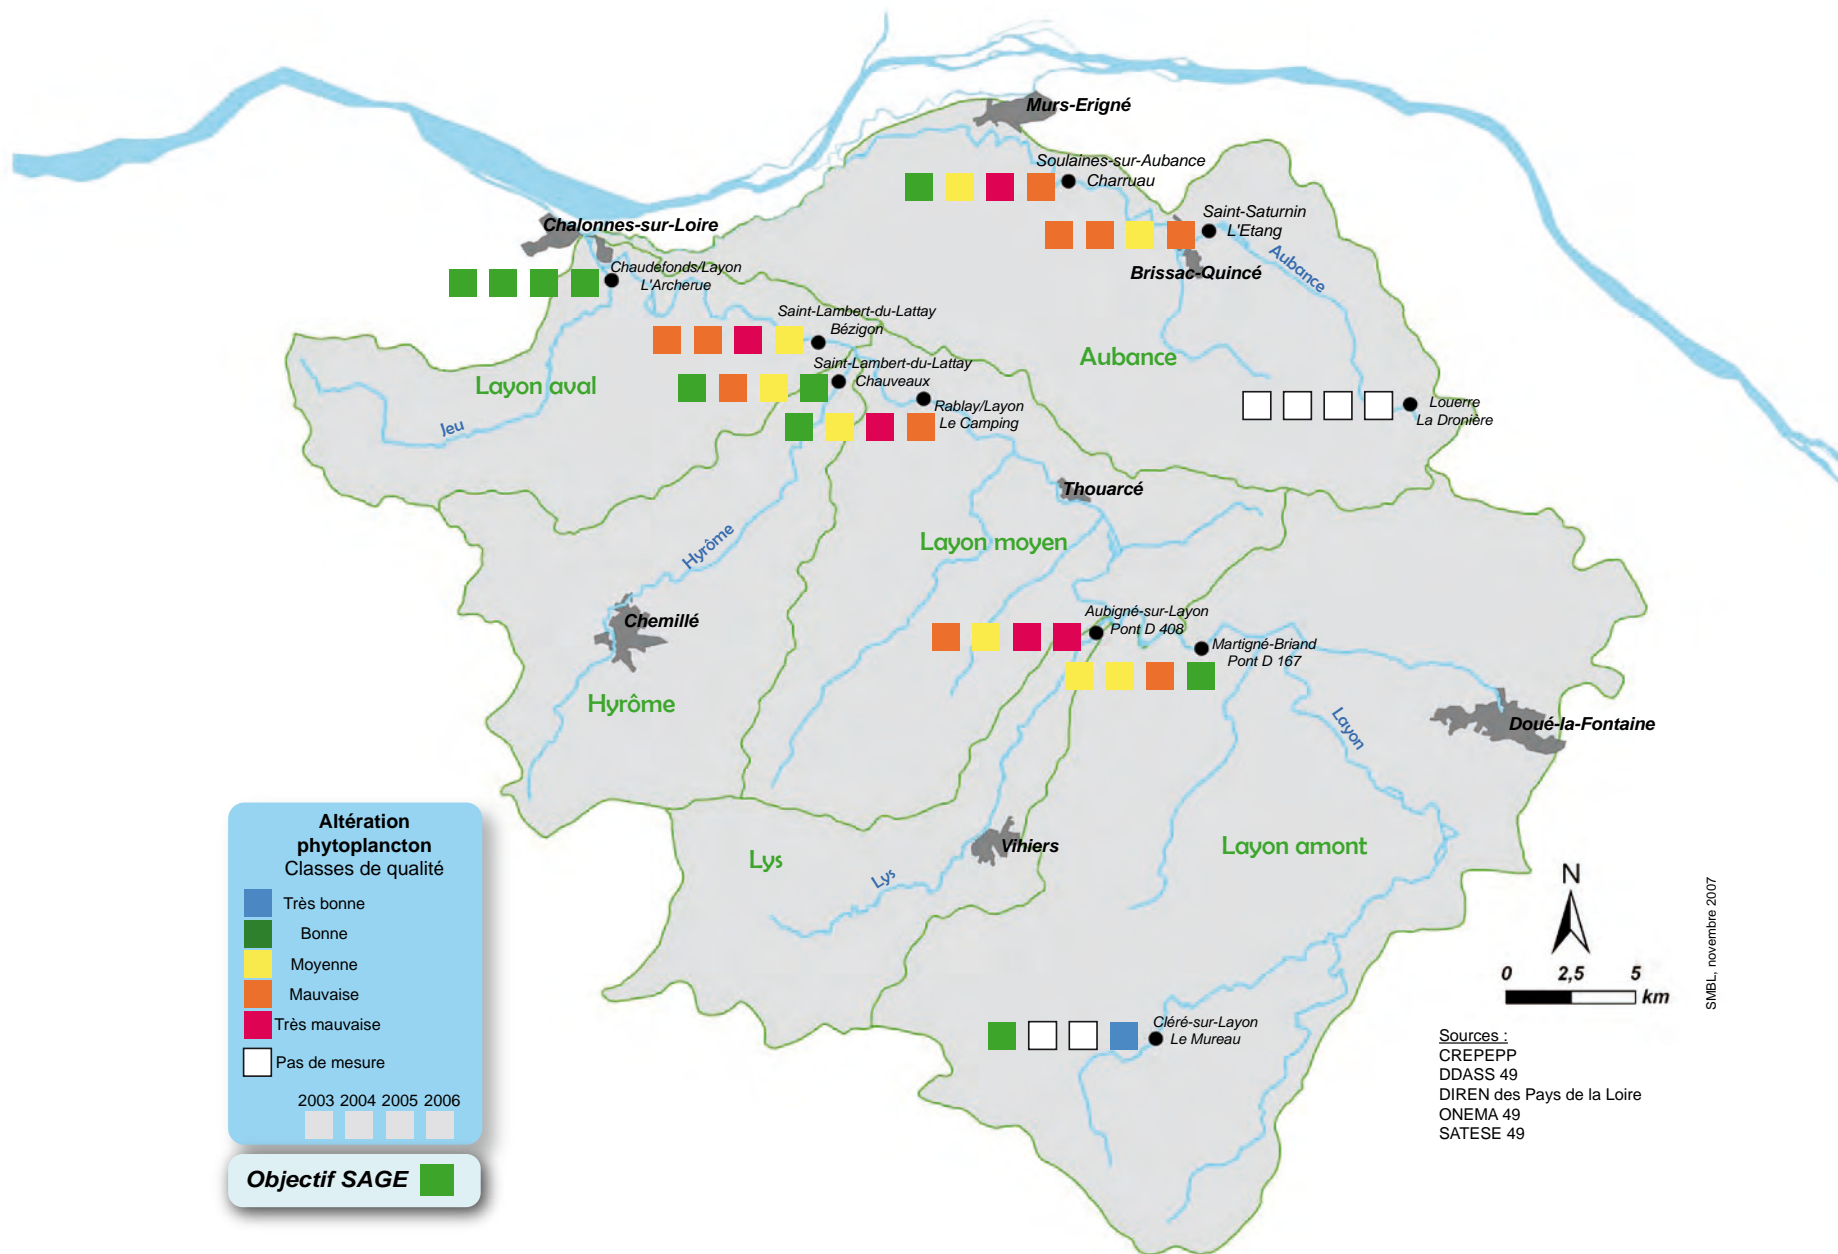 Murs-Erigné
Soulaines-sur-Aubance
Charruau
Saint-Saturnin
L'Etang
Chalonnes-sur-Loire
Brissac-Quincé
Aubance
Chaudefonds/Layon
L'Archerue
Saint-Lambert-du-Lattay
Bézigon
Aubance
Saint-Lambert-du-Lattay
Chauveaux
Layon aval
Rablay/Layon
Le Camping
Louerre
La Dronière
Jeu
Thouarcé
Hyrôme
Layon moyen
Chemillé
Aubigné-sur-Layon
Pont D 408
Martigné-Briand
Pont D 167
Hyrôme
Layon
Doué-la-Fontaine
Vihiers
Layon amont
Lys
Lys
Altération
phytoplancton
Classes de qualité
Très bonne
Bonne
Moyenne
Mauvaise
Très mauvaise
Pas de mesure
2003 2004 2005 2006
Objectif SAGE
Cléré-sur-Layon
Le Mureau
N
0 2,5 5
km
SMBL, novembre 2007
Sources :
CREPEPP
DDASS 49
DIREN des Pays de la Loire
ONEMA 49
SATESE 49